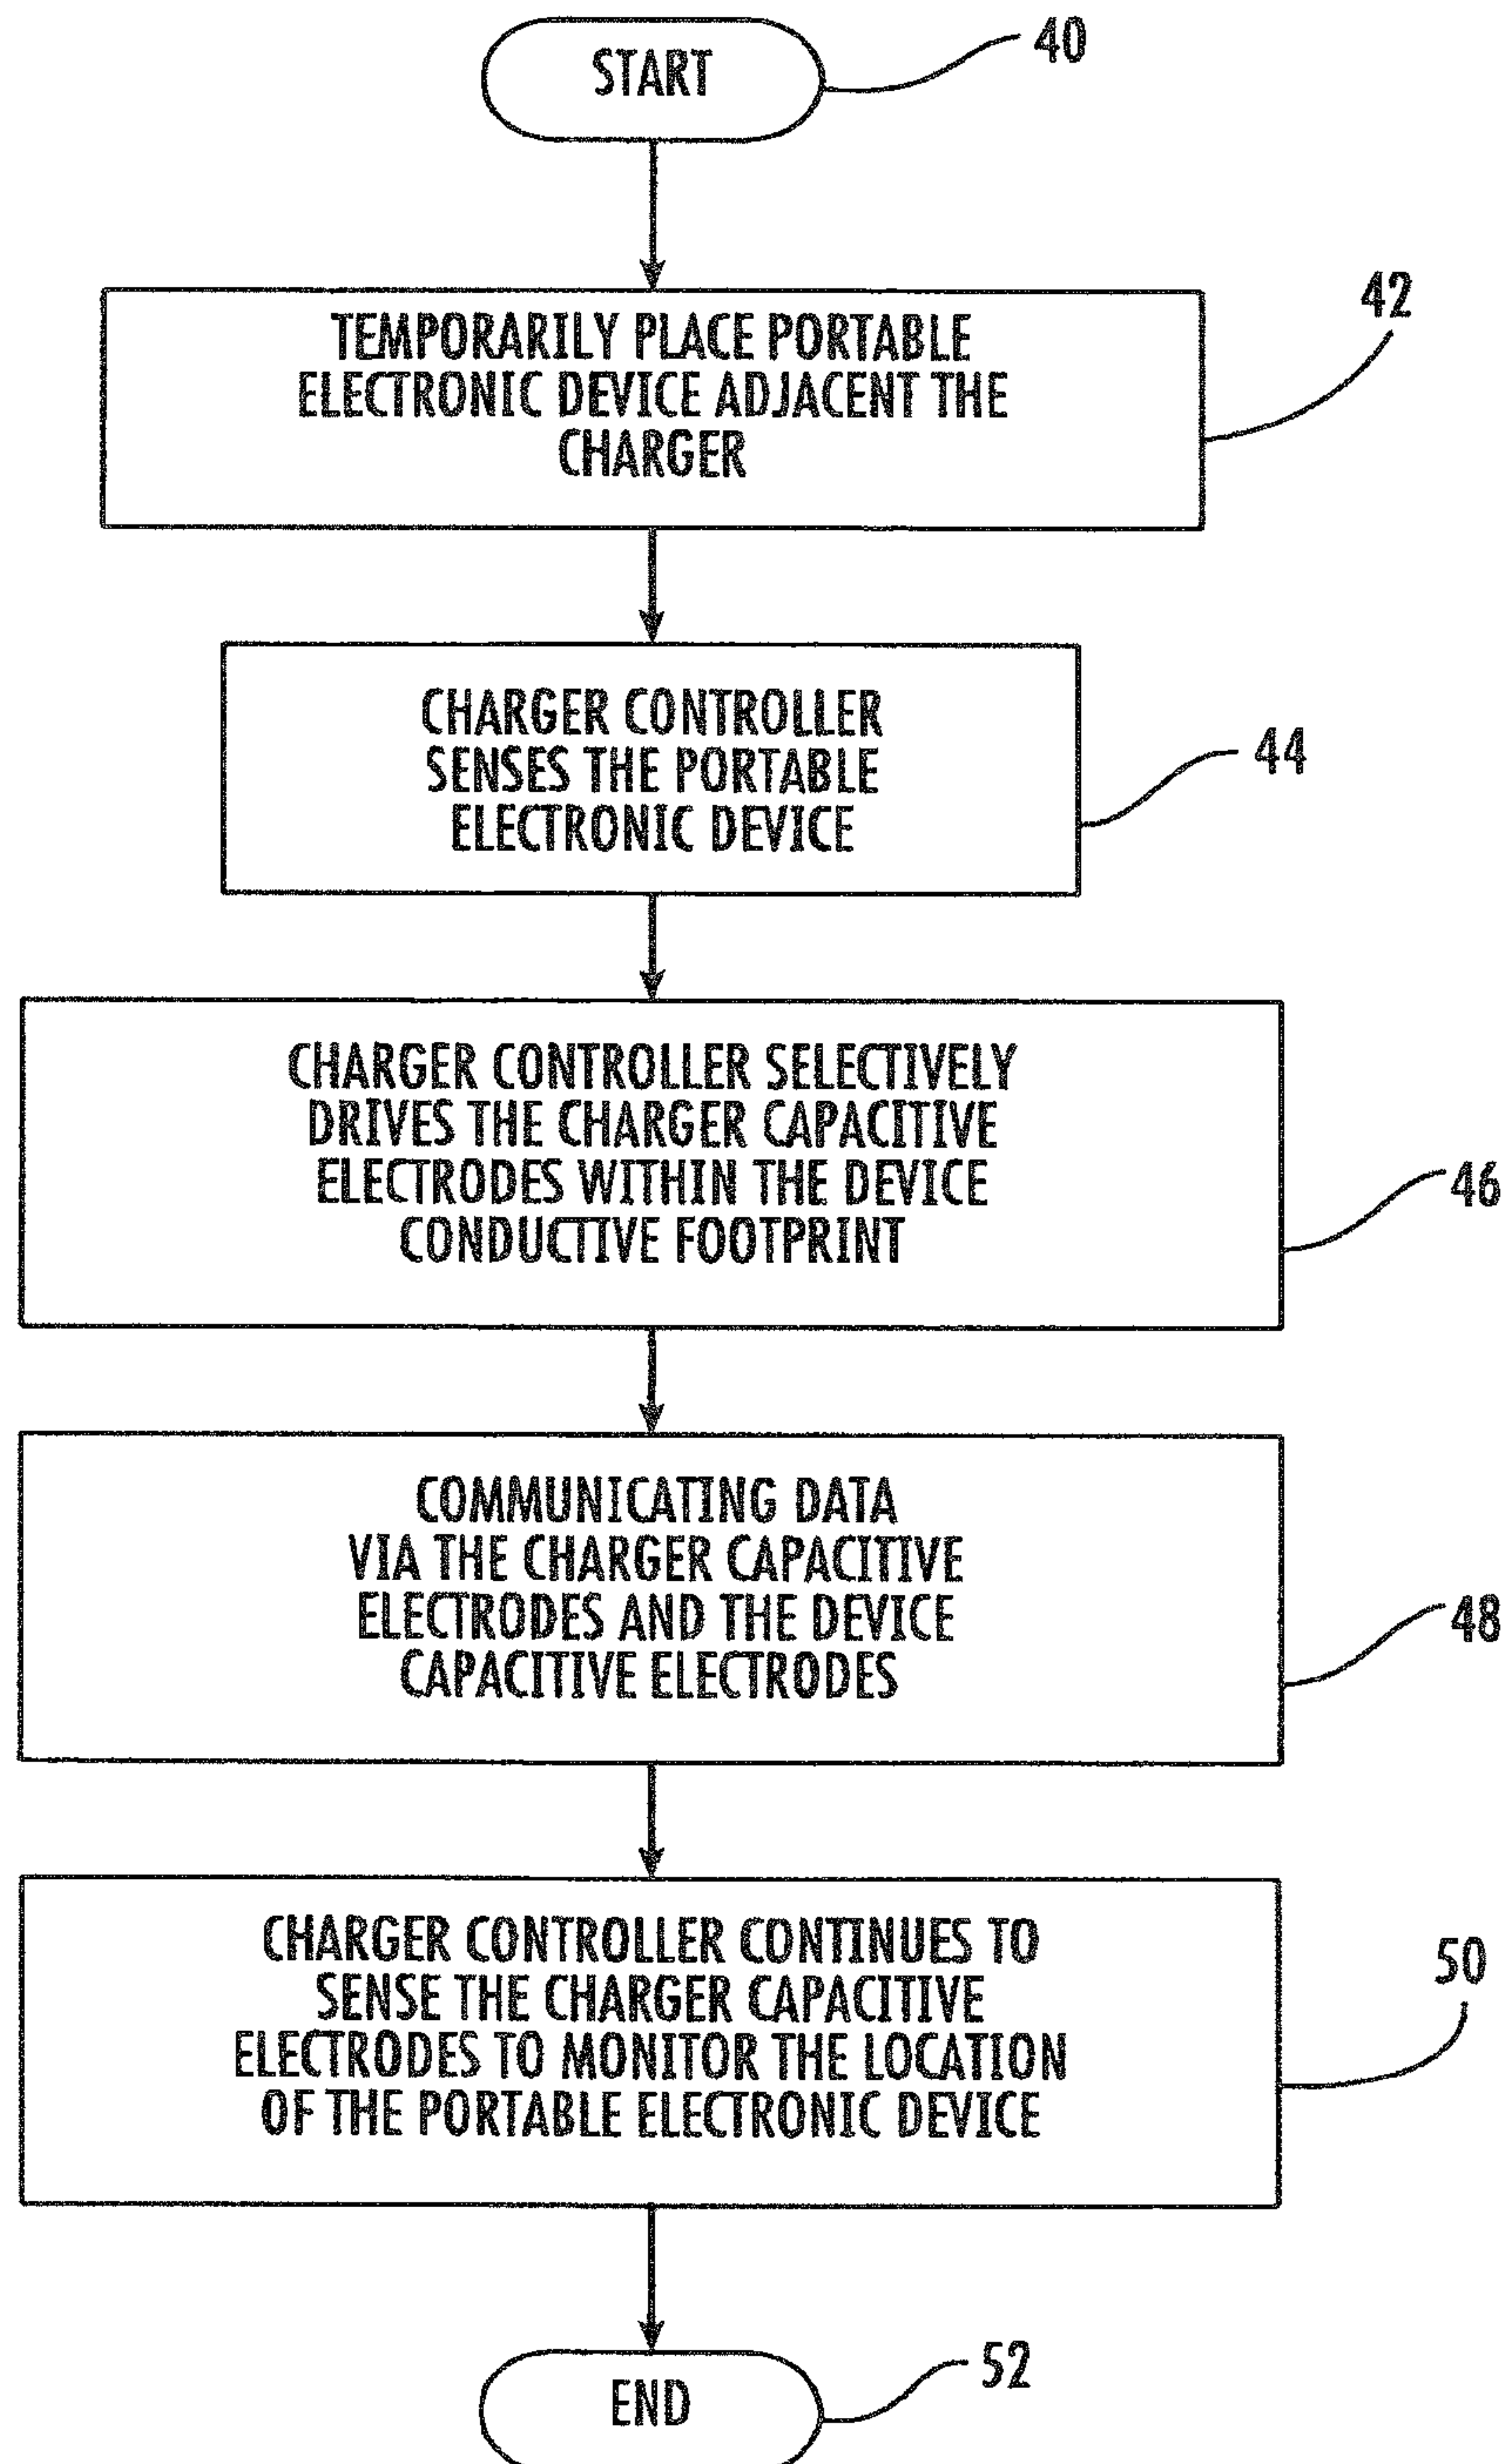 START
40
TEMPORARILY PLACE PORTABLE
ELECTRONIC DEVICE ADJACENT THE
CHARGER
42
CHARGER CONTROLLER
SENSES THE PORTABLE
ELECTRONIC DEVICE
44
CHARGER CONTROLLER SELECTIVELY
DRIVES THE CHARGER CAPACITIVE
ELECTRODES WITHIN THE DEVICE
CONDUCTIVE FOOTPRINT
46
COMMUNICATING DATA
VIA THE CHARGER CAPACITIVE
ELECTRODES AND THE DEVICE
CAPACITIVE ELECTRODES
48
CHARGER CONTROLLER CONTINUES TO
SENSE THE CHARGER CAPACITIVE
ELECTRODES TO MONITOR THE LOCATION
OF THE PORTABLE ELECTRONIC DEVICE
50
END
52